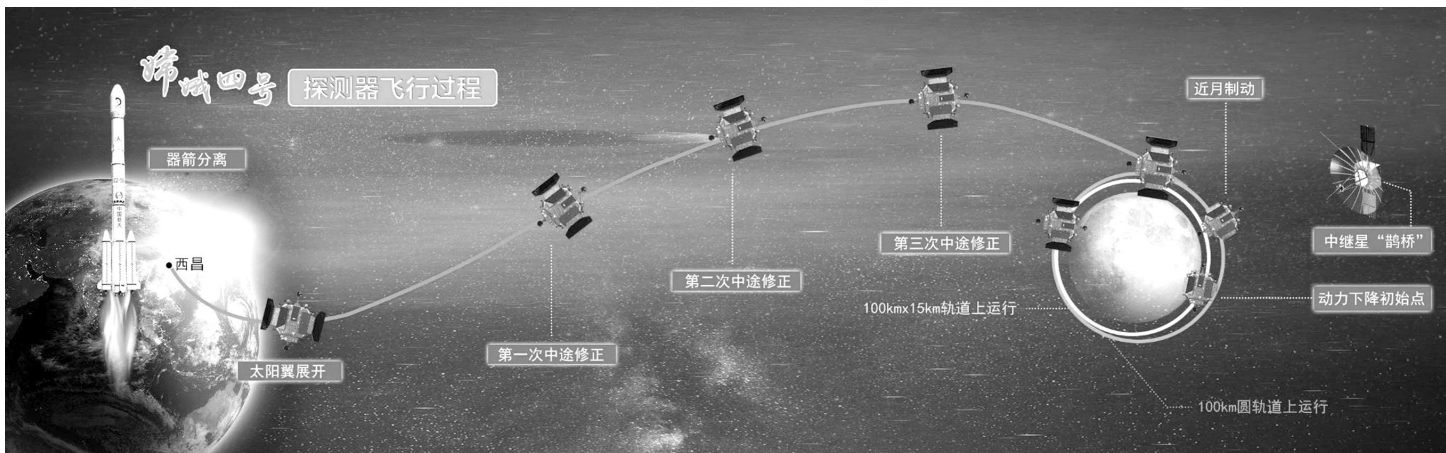 嫦娥四号
探测器飞行过程
近月制动
器箭分离
西昌
中国航天
第三次中途修正
中继星“鹊桥”
第二次中途修正
动力下降初始点
100kmx15km轨道上运行
第一次中途修正
太阳翼展开
100km圆轨道上运行